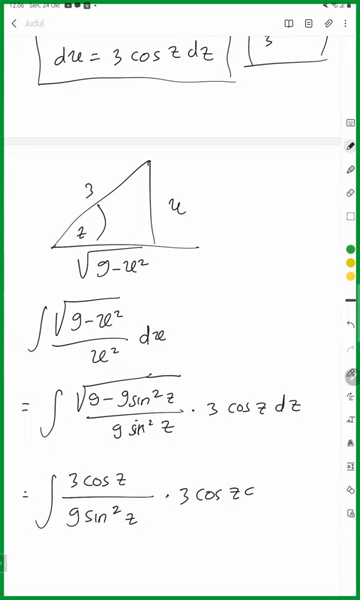 12.06 Sen, 24 Okt
Judul
dx = 3 cos z dz
3
3
x
z
√9-x²
∫ √9-x² / x² dx
= ∫ √9-9sin²z / 9 sin² z · 3 cos z dz
= ∫ 3 cos z / 9 sin² z · 3 cos z c